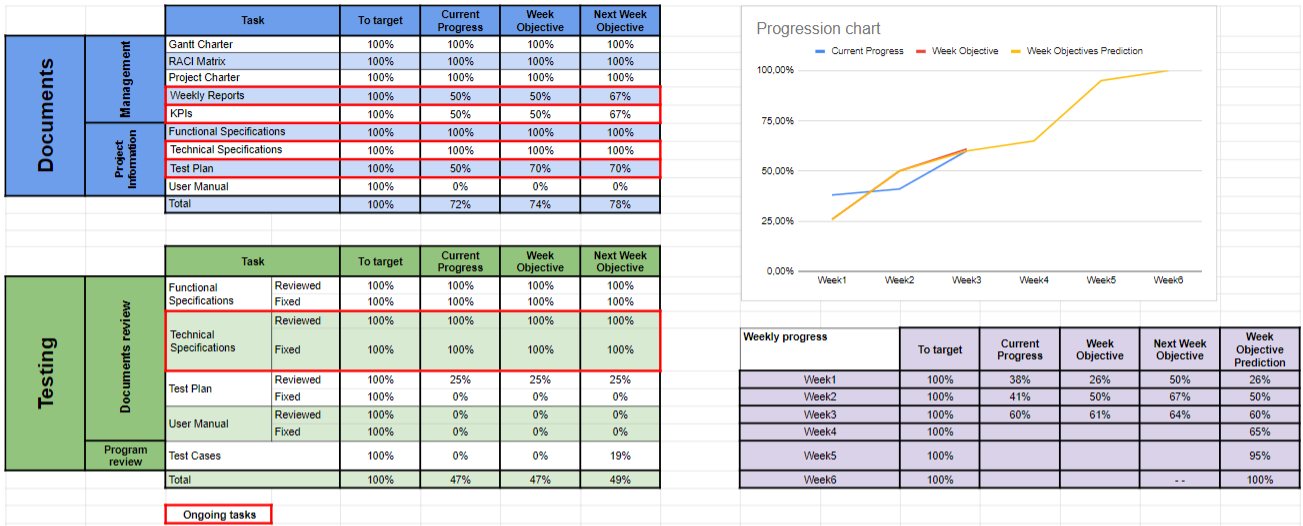 Task To target Current Progress Week Objective Next Week Objective
Documents
Management
Gantt Charter 100% 100% 100% 100%
RACI Matrix 100% 100% 100% 100%
Project Charter 100% 100% 100% 100%
Weekly Reports 100% 50% 50% 67%
KPIs 100% 50% 50% 67%
Project Information
Functional Specifications 100% 100% 100% 100%
Technical Specifications 100% 100% 100% 100%
Test Plan 100% 50% 70% 70%
User Manual 100% 0% 0% 0%
Total 100% 72% 74% 78%
Task To target Current Progress Week Objective Next Week Objective
Testing
Documents review
Functional Specifications Reviewed 100% 100% 100% 100%
Fixed 100% 100% 100% 100%
Technical Specifications Reviewed 100% 100% 100% 100%
Fixed 100% 100% 100% 100%
Test Plan Reviewed 100% 25% 25% 25%
Fixed 100% 0% 0% 0%
User Manual Reviewed 100% 0% 0% 0%
Fixed 100% 0% 0% 0%
Program review
Test Cases 100% 0% 0% 19%
Total 100% 47% 47% 49%
Ongoing tasks
Progression chart
Current Progress Week Objective Week Objectives Prediction
100,00%
75,00%
50,00%
25,00%
0,00%
Week1 Week2 Week3 Week4 Week5 Week6
Weekly progress To target Current Progress Week Objective Next Week Objective Week Objective Prediction
Week1 100% 38% 26% 50% 26%
Week2 100% 41% 50% 67% 50%
Week3 100% 60% 61% 64% 60%
Week4 100% 65%
Week5 100% 95%
Week6 100% - - 100%